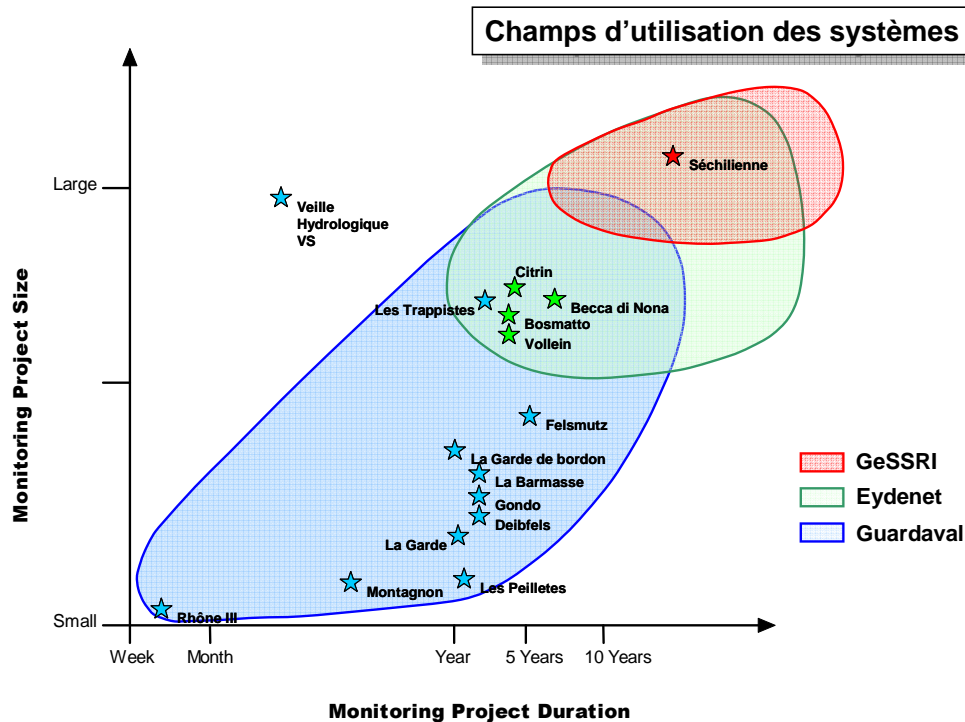 Champs d'utilisation des systèmes
Large
Séchilienne
Veille
Hydrologique
VS
Citrin
Les Trappistes
Becca di Nona
Bosmatto
Vollein
Monitoring Project Size
Felsmutz
La Garde de bordon
GeSSRI
La Barmasse
Eydenet
Gondo
Deibfels
Guardaval
La Garde
Montagnon
Les Peilletes
Small
Rhône III
Week
Month
Year
5 Years
10 Years
Monitoring Project Duration